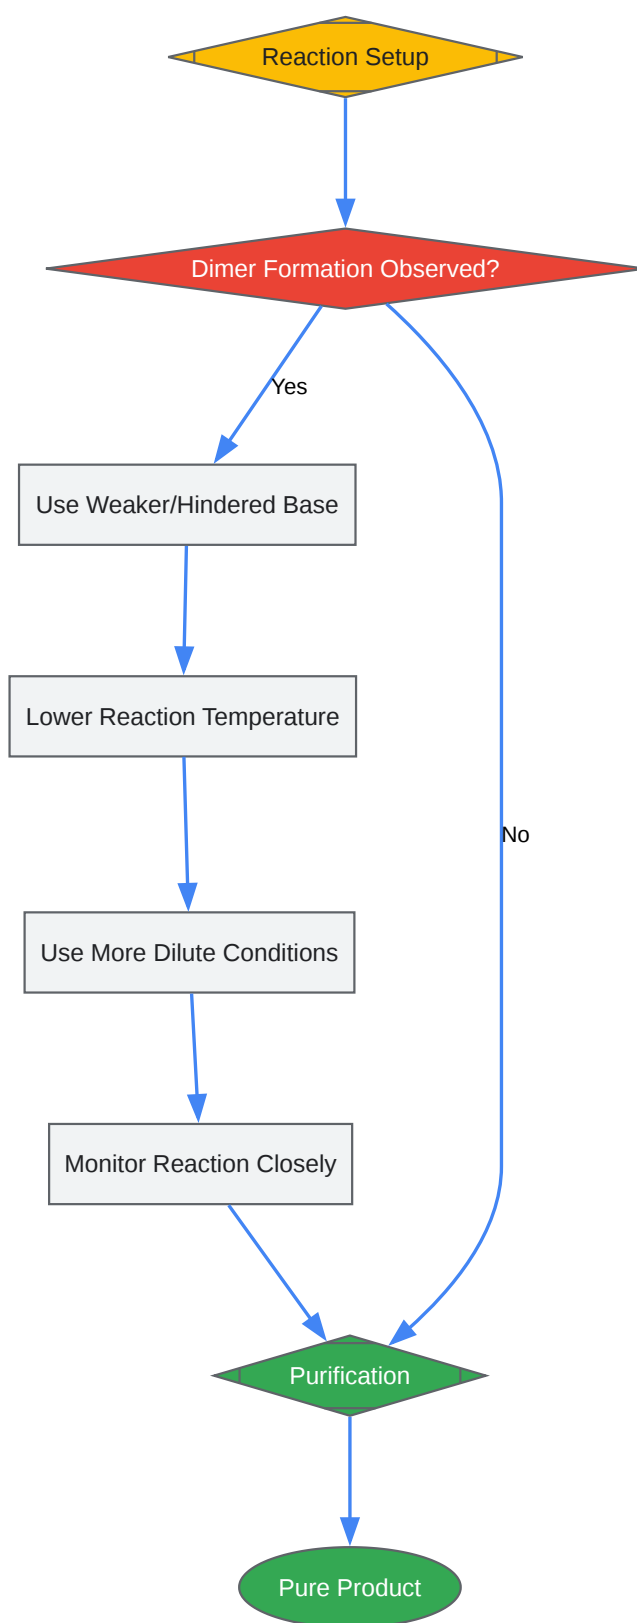 Reaction Setup
Dimer Formation Observed?
Yes
Use Weaker/Hindered Base
Lower Reaction Temperature
No
Use More Dilute Conditions
Monitor Reaction Closely
Purification
Pure Product